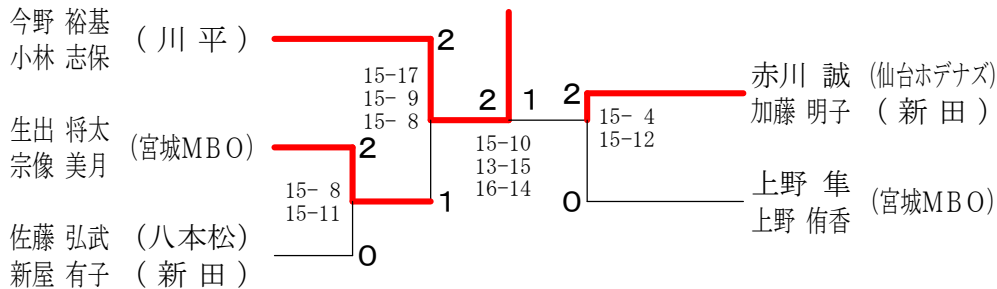 今野 裕基
小林 志保
( 川 平 )
生出 将太
宗像 美月
(宮城MBO)
佐藤 弘武 (八本松)
新屋 有子 ( 新 田 )
2
15-17
15- 9
15- 8
2
15- 8
15-11
0
1
2
1
15-10
13-15
16-14
2
15- 4
15-12
0
赤川 誠 (仙台ホデナズ)
加藤 明子 ( 新 田 )
上野 隼
上野 侑香
(宮城MBO)